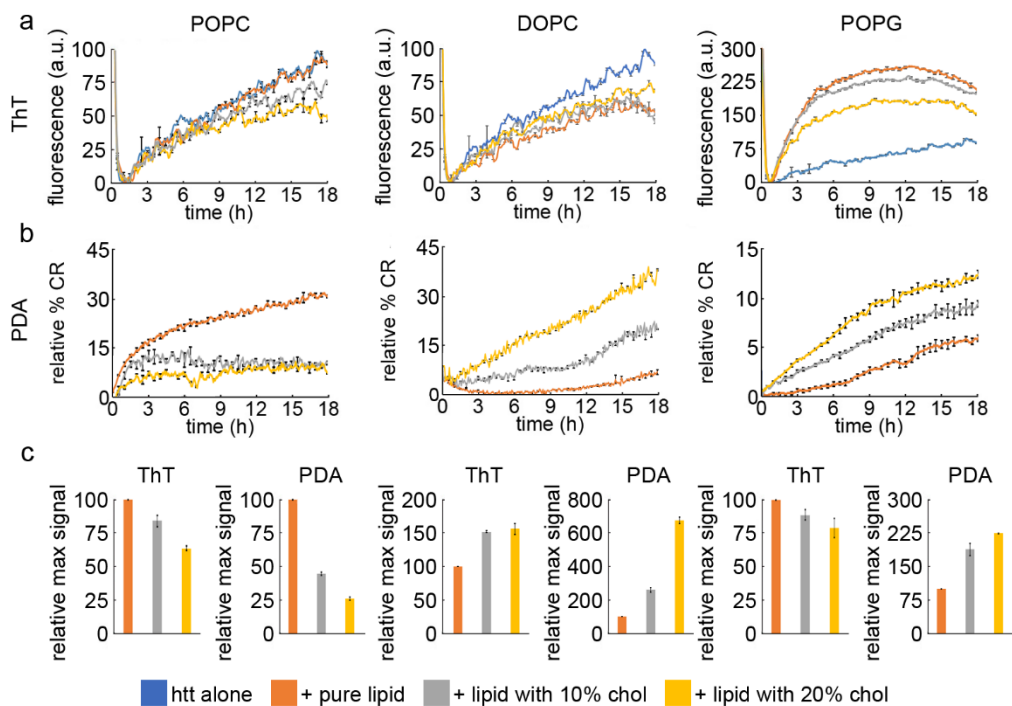 a
POPC
DOPC
POPG
ThT
fluorescence (a.u.)
100
75
50
25
0
0 3 6 9 12 15 18
time (h)
fluorescence (a.u.)
100
75
50
25
0
0 3 6 9 12 15 18
time (h)
fluorescence (a.u.)
300
225
150
75
0
0 3 6 9 12 15 18
time (h)
b
PDA
relative % CR
45
30
15
0
0 3 6 9 12 15 18
time (h)
relative % CR
45
30
15
0
0 3 6 9 12 15 18
time (h)
relative % CR
15
10
5
0
0 3 6 9 12 15 18
time (h)
c
ThT
relative max signal
100
75
50
25
0
PDA
relative max signal
100
75
50
25
0
ThT
relative max signal
200
150
100
50
0
PDA
relative max signal
800
600
400
200
0
ThT
relative max signal
100
75
50
25
0
PDA
relative max signal
300
225
150
75
0
htt alone + pure lipid + lipid with 10% chol + lipid with 20% chol